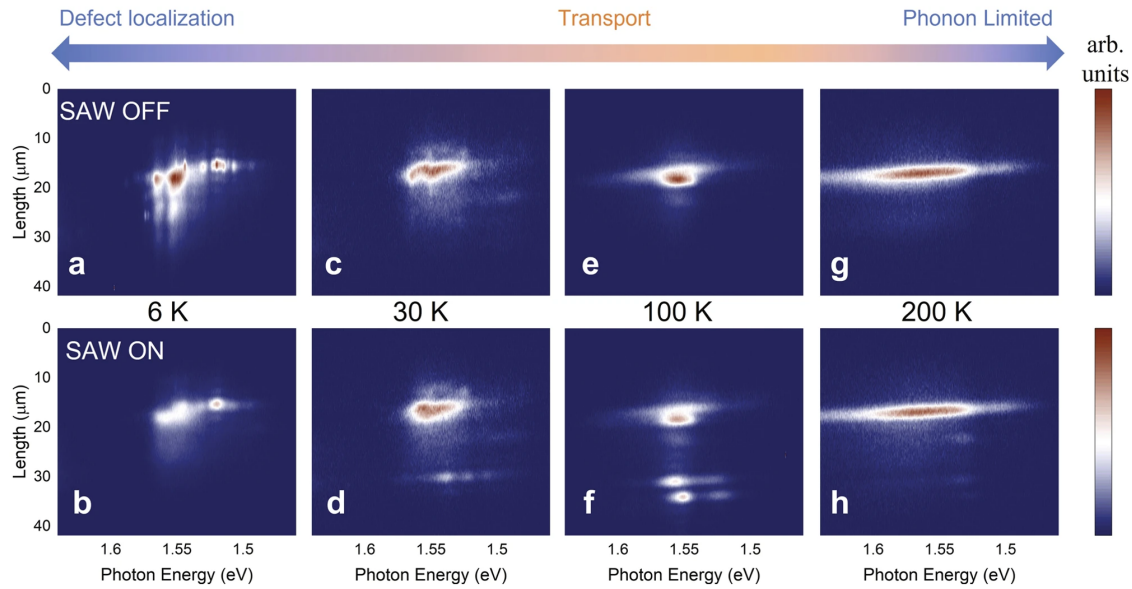 Defect localization Transport Phonon Limited
arb.
units
SAW OFF
0
10
20
30
40
Length (μm)
a c e g
6 K 30 K 100 K 200 K
SAW ON
0
10
20
30
40
Length (μm)
b d f h
1.6 1.55 1.5 1.6 1.55 1.5 1.6 1.55 1.5 1.6 1.55 1.5
Photon Energy (eV) Photon Energy (eV) Photon Energy (eV) Photon Energy (eV)